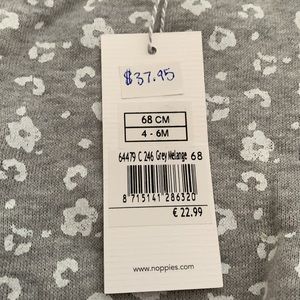 $37.95
68 CM
4 - 6M
64479 C 246 Grey Melange 68
8 715141 286320
€ 22.99
www.noppies.com